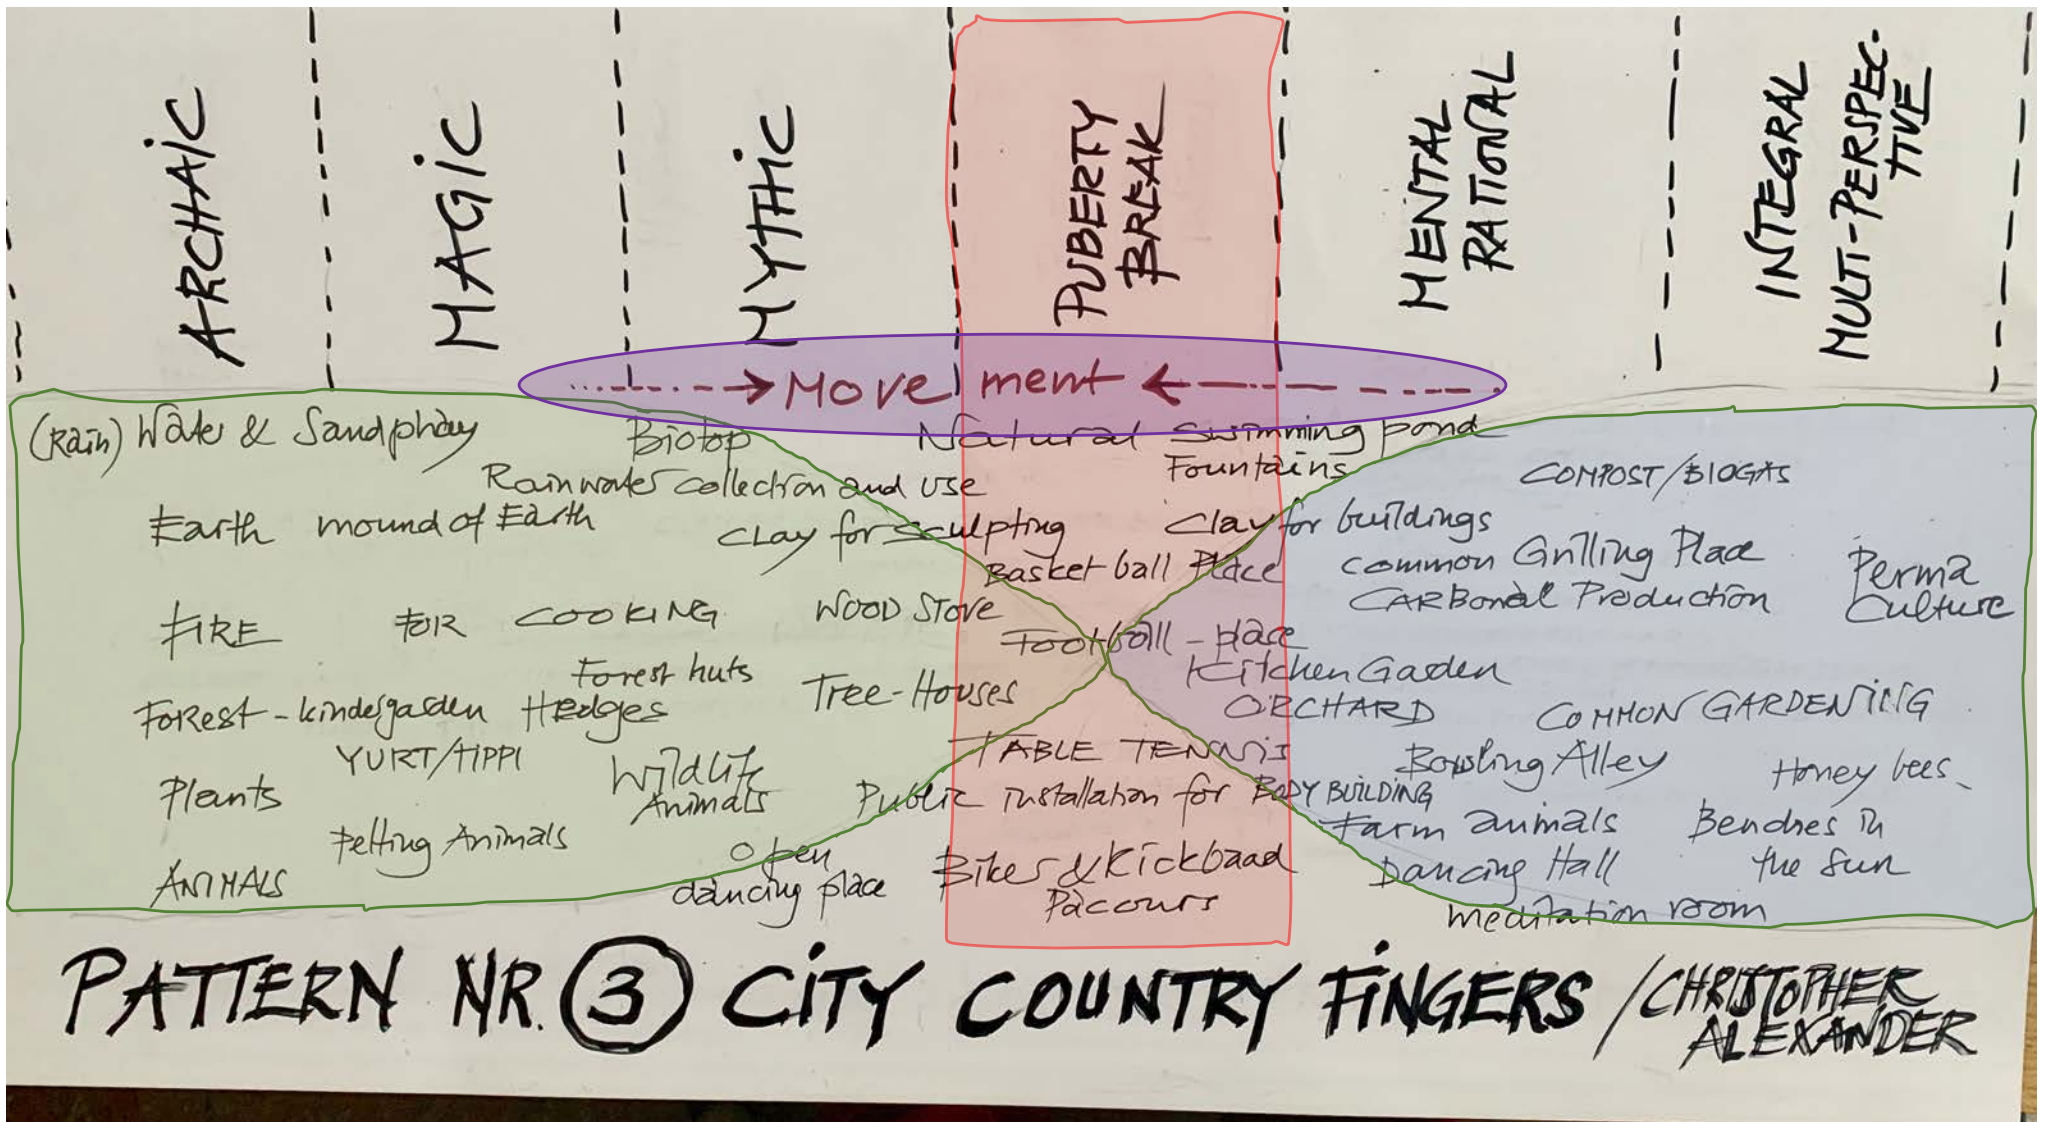 ARCHAIC
MAGIC
MYTHIC
PUBERTY
BREAK
MENTAL
RATIONAL
INTEGRAL
MULTI-PERSPEC-
TIVE
Movement
(Rain) Water & Sandplay
Biotop
Natural Swimming pond
Rainwater collection and use
Fountains
COMPOST/BIOGAS
Earth mound of Earth
Clay for sculpting
Clay for buildings
Basket ball Place
common Grilling Place
CARBonal Production
Perma
Culture
FIRE FOR COOKING
WOOD STOVE
Football-place
Forest huts
Kitchen Gaden
Forest-kindergarden Hedges
Tree-Houses
ORCHARD
COMMON GARDENING
YURT/TIPPI
TABLE TENNIS
Bowling Alley
Honey bees
Plants
Wildlife
Animals
Public installation for BODY BUILDING
Petting Animals
Farm animals
Benches in
the sun
ANIMALS
Open
dancing place
Bikes & Kickboad
Pacours
Dancing Hall
meditation room
PATTERN NR. 3 CITY COUNTRY FINGERS / CHRISTOPHER
ALEXANDER